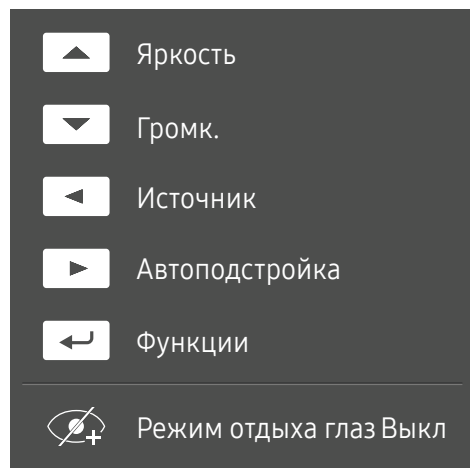 Яркость
Громк.
Источник
Автоподстройка
Функции
Режим отдыха глаз Выкл